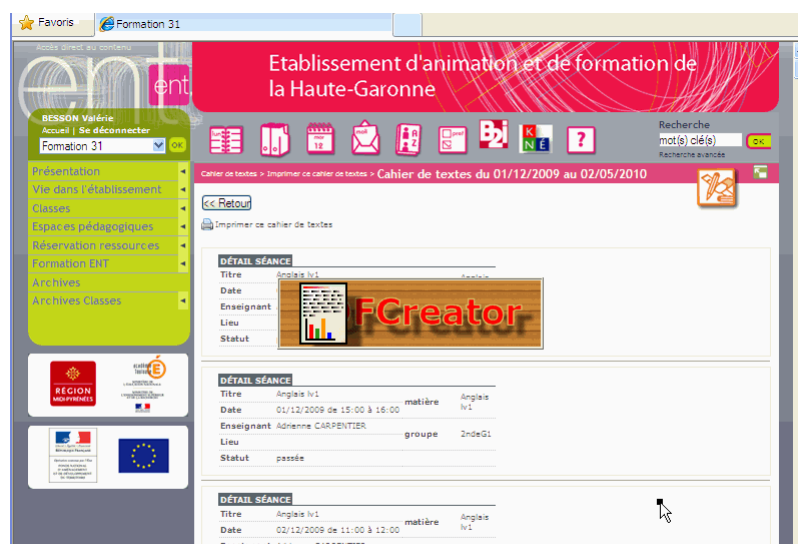 Favoris
Formation 31
Accès direct au contenu
ent
ent
Etablissement d'animation et de formation de
la Haute-Garonne
BESSON Valérie
Accueil | Se déconnecter
Formation 31
OK
Recherche
mot(s) clé(s)
OK
Recherche avancée
B2i
K
N É
?
Présentation
Vie dans l'établissement
Classes
Espaces pédagogiques
Réservation ressources
Formation ENT
Archives
Archives Classes
Cahier de textes > Imprimer ce cahier de textes > Cahier de textes du 01/12/2009 au 02/05/2010
<< Retour
Imprimer ce cahier de textes
DÉTAIL SÉANCE
Titre Anglais lv1
Date
Enseignant
Lieu
Statut
Anglais
FCreator
DÉTAIL SÉANCE
Titre Anglais lv1
Date 01/12/2009 de 15:00 à 16:00
matière Anglais lv1
Enseignant Adrienne CARPENTIER
Lieu
groupe 2ndeG1
Statut passée
DÉTAIL SÉANCE
Titre Anglais lv1
Date 02/12/2009 de 11:00 à 12:00
matière Anglais lv1
RÉGION
MIDI-PYRÉNÉES